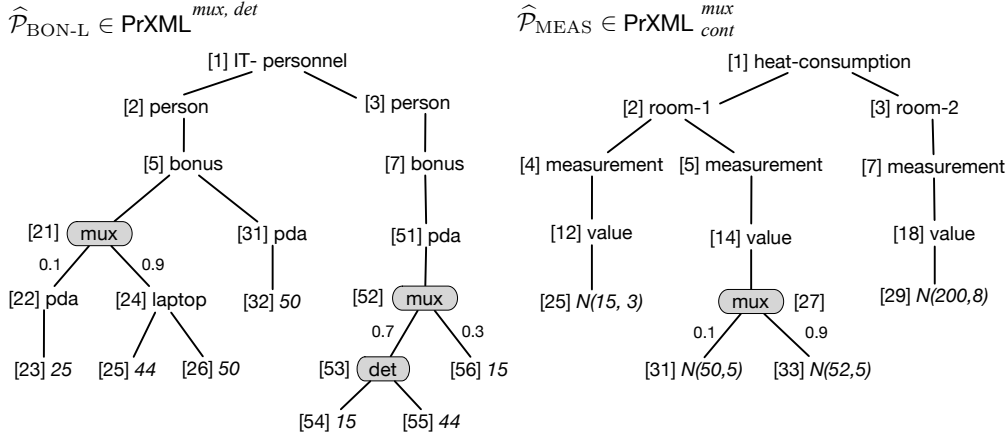 P̂_BON-L ∈ PrXML^mux, det
[1] IT- personnel
[2] person
[3] person
[5] bonus
[7] bonus
[21] mux
[31] pda
[51] pda
0.1
0.9
[22] pda
[24] laptop
[32] 50
[52] mux
0.7
0.3
[23] 25
[25] 44
[26] 50
[53] det
[56] 15
[54] 15
[55] 44
P̂_MEAS ∈ PrXML^mux_cont
[1] heat-consumption
[2] room-1
[3] room-2
[4] measurement
[5] measurement
[7] measurement
[12] value
[14] value
[18] value
[25] N(15, 3)
mux [27]
[29] N(200,8)
0.1
0.9
[31] N(50,5)
[33] N(52,5)